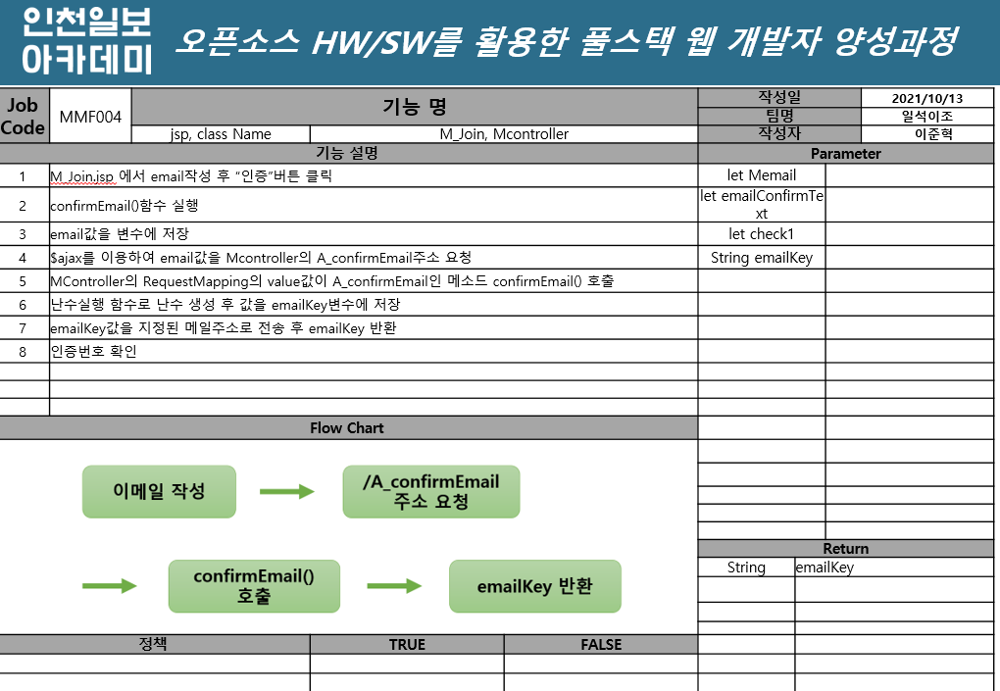 인천일보
아카데미
오픈소스 HW/SW를 활용한 풀스택 웹 개발자 양성과정
Job
Code
MMF004
기능 명
작성일
2021/10/13
팀명
일석이조
jsp, class Name
M_Join, Mcontroller
작성자
이준혁
기능 설명
Parameter
1
M_Join.jsp 에서 email작성 후 “인증”버튼 클릭
let Memail
2
confirmEmail()함수 실행
let emailConfirmTe
xt
3
email값을 변수에 저장
let check1
4
$ajax를 이용하여 email값을 Mcontroller의 A_confirmEmail주소 요청
String emailKey
5
MController의 RequestMapping의 value값이 A_confirmEmail인 메소드 confirmEmail() 호출
6
난수실행 함수로 난수 생성 후 값을 emailKey변수에 저장
7
emailKey값을 지정된 메일주소로 전송 후 emailKey 반환
8
인증번호 확인
Flow Chart
이메일 작성
/A_confirmEmail
주소 요청
confirmEmail()
호출
emailKey 반환
Return
String
emailKey
정책
TRUE
FALSE